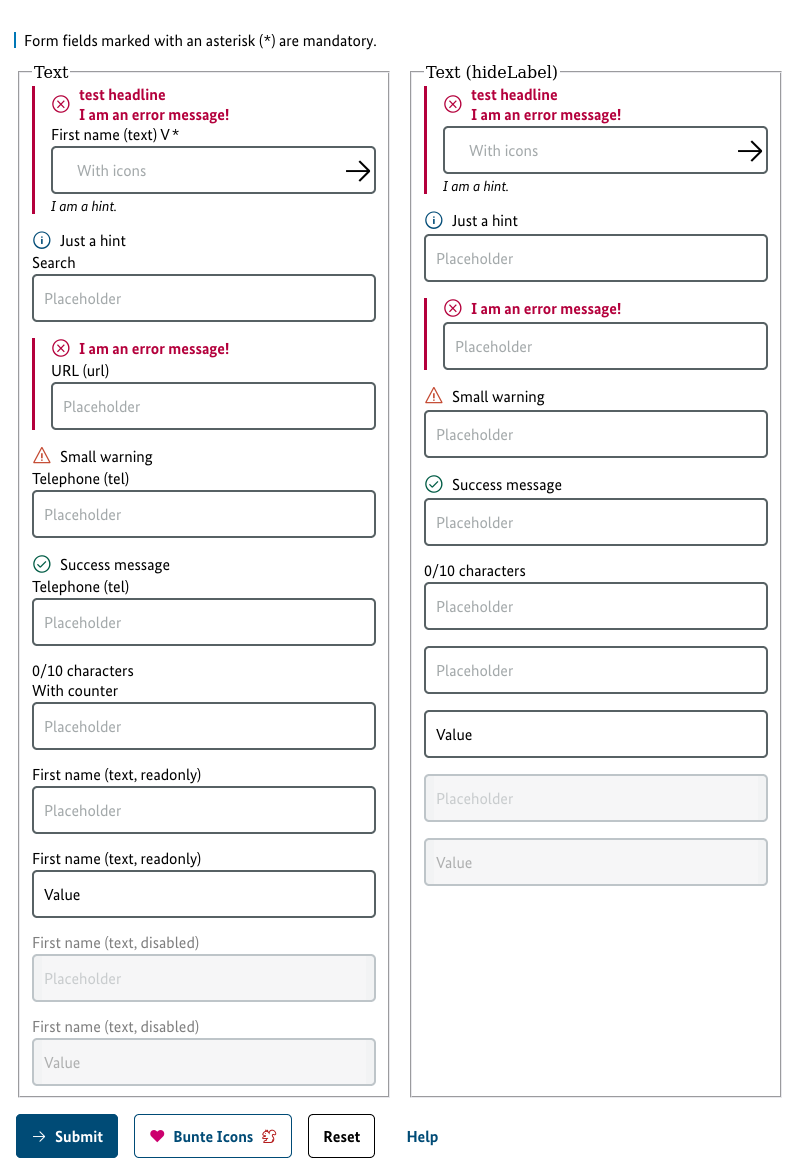 Form fields marked with an asterisk (*) are mandatory.
Text
test headline
I am an error message!
First name (text) V *
With icons
I am a hint.
Just a hint
Search
Placeholder
I am an error message!
URL (url)
Placeholder
Small warning
Telephone (tel)
Placeholder
Success message
Telephone (tel)
Placeholder
0/10 characters
With counter
Placeholder
First name (text, readonly)
Placeholder
First name (text, readonly)
Value
First name (text, disabled)
Placeholder
First name (text, disabled)
Value
Text (hideLabel)
test headline
I am an error message!
With icons
I am a hint.
Just a hint
Placeholder
I am an error message!
Placeholder
Small warning
Placeholder
Success message
Placeholder
0/10 characters
Placeholder
Placeholder
Value
Placeholder
Value
Submit
Bunte Icons
Reset
Help